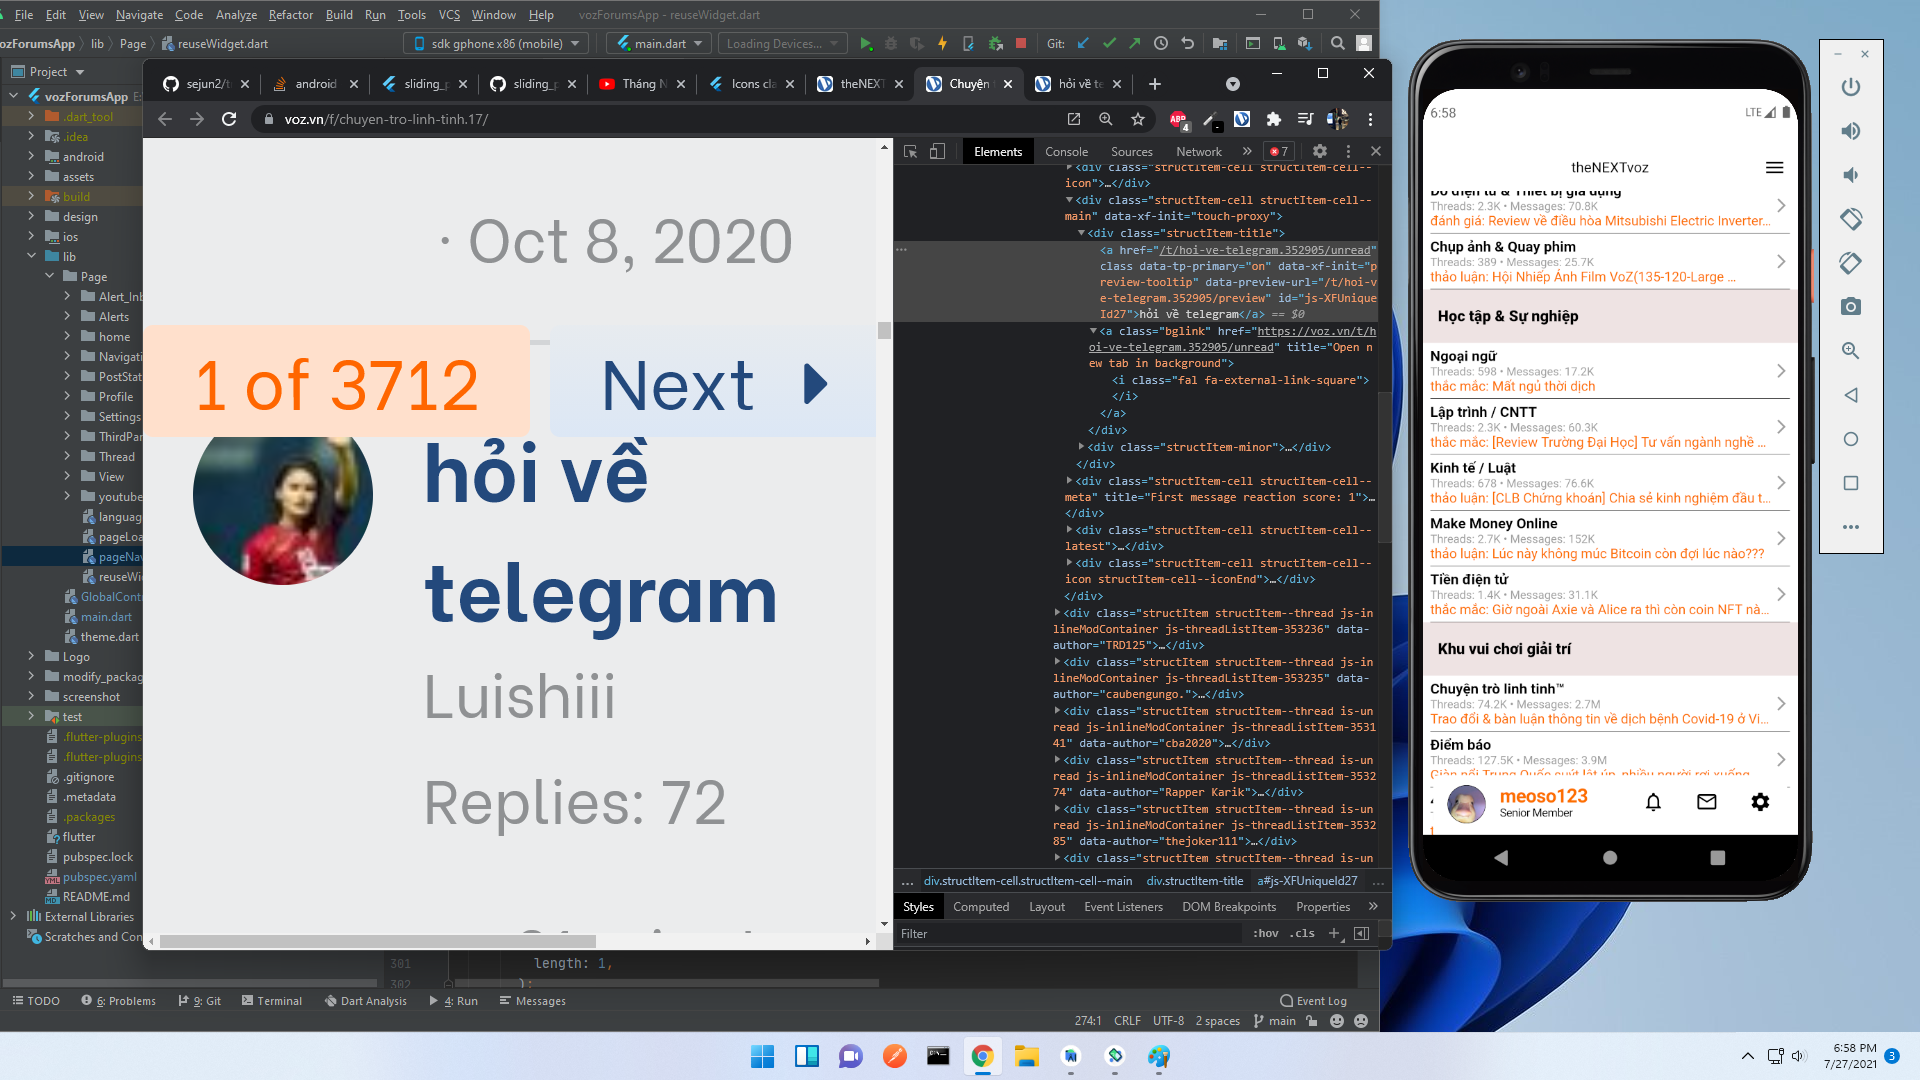 File Edit View Navigate Code Analyze Refactor Build Run Tools VCS Window Help vozForumsApp - reuseWidget.dart
ozForumsApp lib Page reuseWidget.dart
sdk gphone x86 (mobile) main.dart Loading Devices... Git:
Project
vozForumsApp
.dart_tool
.idea
android
assets
build
design
ios
lib
Page
Alert_Inb
Alerts
home
Navigati
PostStat
Profile
Settings
ThirdPar
Thread
View
youtube
languag
pageLoa
pageNav
reuseWi
GlobalContr
main.dart
theme.dart
Logo
modify_packag
screenshot
test
.flutter-plugins
.flutter-plugins
.gitignore
.metadata
.packages
flutter
pubspec.lock
pubspec.yaml
README.md
External Libraries
Scratches and Con
sejun2/t android sliding_p sliding_p Tháng N Icons cla theNEXT Chuyện hỏi về te
voz.vn/f/chuyen-tro-linh-tinh.17/
ABP 4
· Oct 8, 2020
1 of 3712
Next
hỏi về
telegram
Luishiii
Replies: 72
Elements Console Sources Network 7
<div class="structItem-cell structItem-cell--
icon">…</div>
<div class="structItem-cell structItem-cell--
main" data-xf-init="touch-proxy">
<div class="structItem-title">
<a href="/t/hoi-ve-telegram.352905/unread"
class data-tp-primary="on" data-xf-init="p
review-tooltip" data-preview-url="/t/hoi-v
e-telegram.352905/preview" id="js-XFUnique
Id27">hỏi về telegram</a> == $0
<a class="bglink" href="https://voz.vn/t/h
oi-ve-telegram.352905/unread" title="Open n
ew tab in background">
<i class="fal fa-external-link-square">
</i>
</a>
</div>
<div class="structItem-minor">…</div>
</div>
<div class="structItem-cell structItem-cell--
meta" title="First message reaction score: 1">…
</div>
<div class="structItem-cell structItem-cell--
latest">…</div>
<div class="structItem-cell structItem-cell--
icon structItem-cell--iconEnd">…</div>
</div>
<div class="structItem structItem--thread js-in
lineModContainer js-threadListItem-353236" data-
author="TRD125">…</div>
<div class="structItem structItem--thread js-in
lineModContainer js-threadListItem-353235" data-
author="caubengungo.">…</div>
<div class="structItem structItem--thread is-un
read js-inlineModContainer js-threadListItem-3531
41" data-author="cba2020">…</div>
<div class="structItem structItem--thread is-un
read js-inlineModContainer js-threadListItem-3532
74" data-author="Rapper Karik">…</div>
<div class="structItem structItem--thread is-un
read js-inlineModContainer js-threadListItem-3532
85" data-author="thejoker111">…</div>
<div class="structItem structItem--thread is-un
... div.structItem-cell.structItem-cell--main div.structItem-title a#js-XFUniqueId27 ...
Styles Computed Layout Event Listeners DOM Breakpoints Properties
Filter :hov .cls
301 length: 1,
302 );
TODO 6: Problems 9: Git Terminal Dart Analysis 4: Run Messages Event Log
274:1 CRLF UTF-8 2 spaces main
6:58 LTE
theNEXTvoz
Đồ điện tử & Thiết bị gia dụng
Threads: 2.3K • Messages: 70.8K
đánh giá: Review về điều hòa Mitsubishi Electric Inverter...
Chụp ảnh & Quay phim
Threads: 389 • Messages: 25.7K
thảo luận: Hội Nhiếp Ảnh Film VoZ(135-120-Large ...
Học tập & Sự nghiệp
Ngoại ngữ
Threads: 598 • Messages: 17.2K
thắc mắc: Mất ngủ thời dịch
Lập trình / CNTT
Threads: 2.3K • Messages: 60.3K
thắc mắc: [Review Trường Đại Học] Tư vấn ngành nghề ...
Kinh tế / Luật
Threads: 678 • Messages: 76.6K
thảo luận: [CLB Chứng khoán] Chia sẻ kinh nghiệm đầu t...
Make Money Online
Threads: 2.7K • Messages: 152K
thảo luận: Lúc này không múc Bitcoin còn đợi lúc nào???
Tiền điện tử
Threads: 1.4K • Messages: 31.1K
thắc mắc: Giờ ngoài Axie và Alice ra thì còn coin NFT nà...
Khu vui chơi giải trí
Chuyện trò linh tinh™
Threads: 74.2K • Messages: 2.7M
Trao đổi & bàn luận thông tin về dịch bệnh Covid-19 ở Vi...
Điểm báo
Threads: 127.5K • Messages: 3.9M
meoso123
Senior Member
6:58 PM
7/27/2021
3